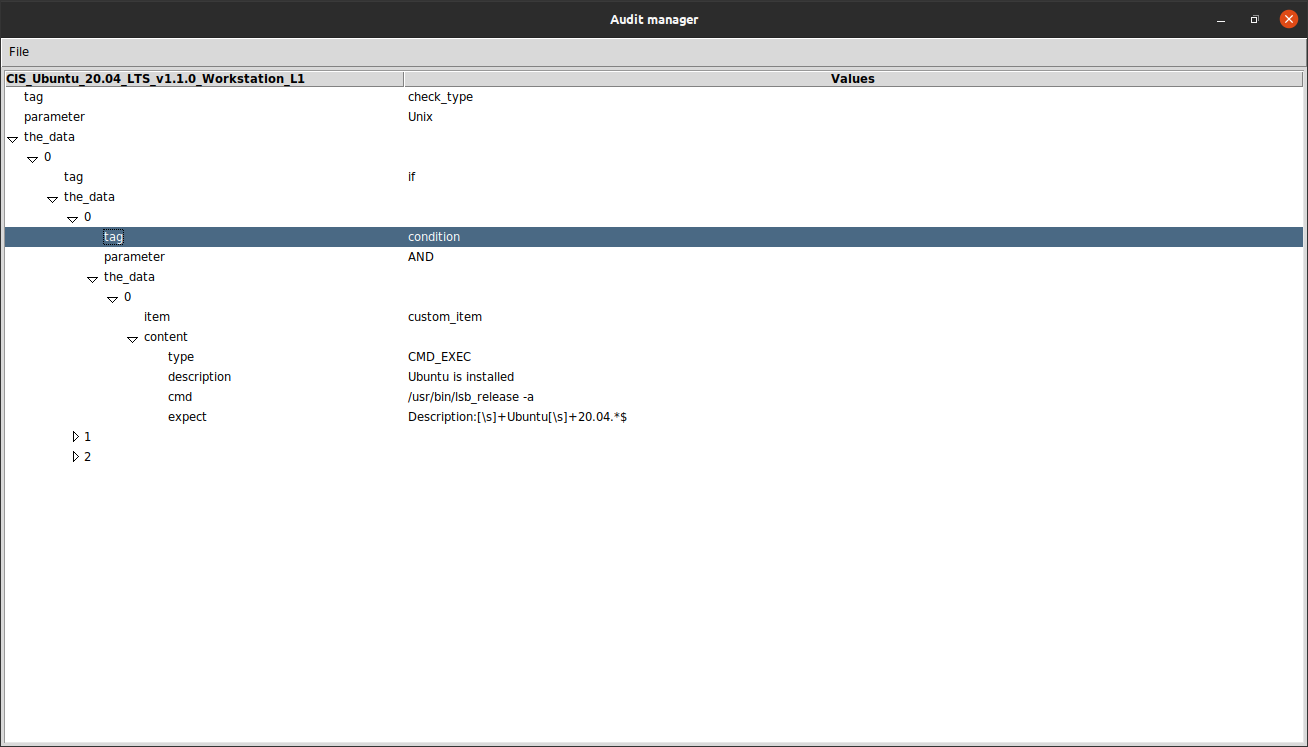 Audit manager
File
CIS_Ubuntu_20.04_LTS_v1.1.0_Workstation_L1 Values
tag check_type
parameter Unix
the_data
0
tag if
the_data
0
tag condition
parameter AND
the_data
0
item custom_item
content
type CMD_EXEC
description Ubuntu is installed
cmd /usr/bin/lsb_release -a
expect Description:[\s]+Ubuntu[\s]+20.04.*$
1
2